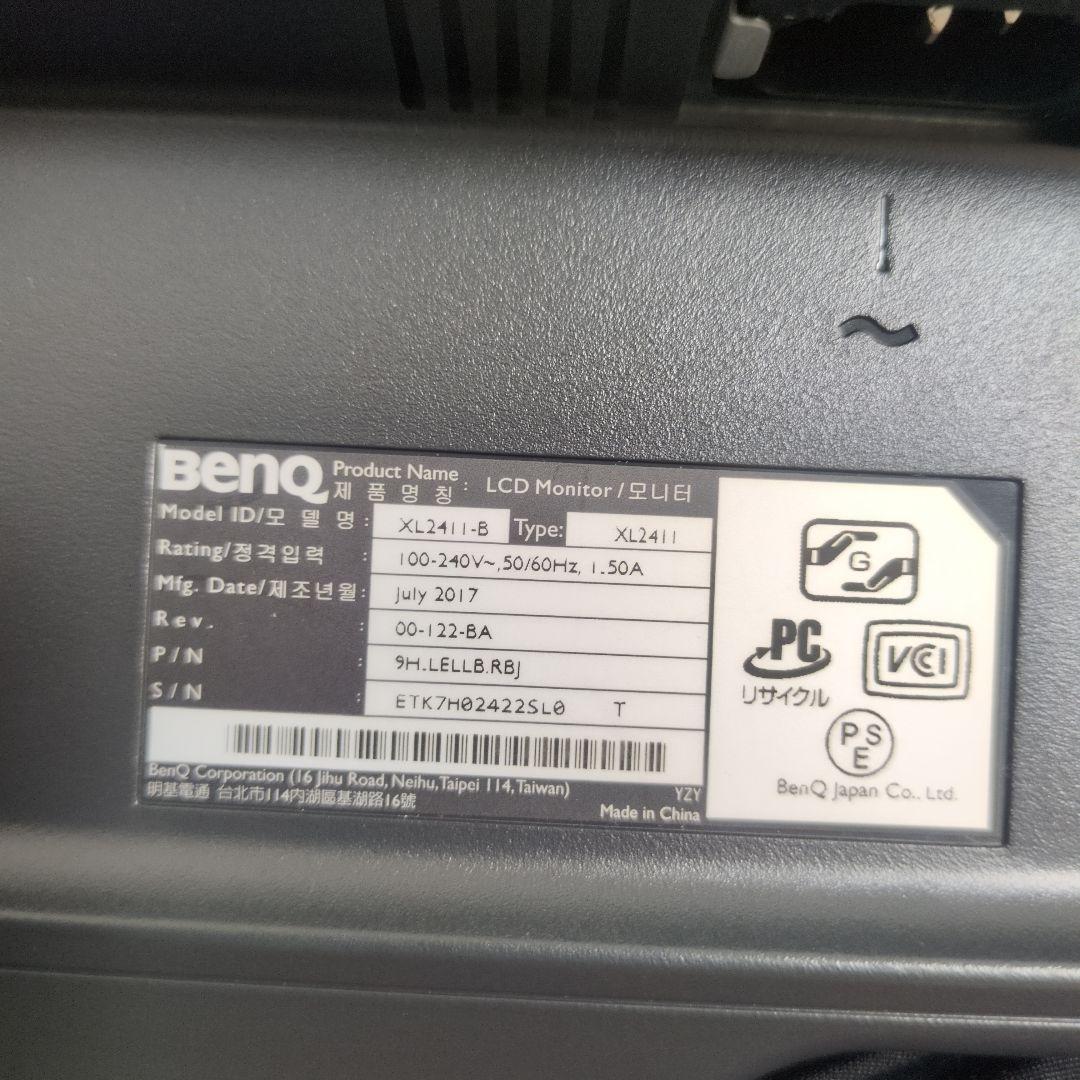 BenQ Product Name
제 품 명 칭 : LCD Monitor / 모니터
Model ID/모 델 명 : XL2411-B Type: XL2411
Rating/정격입력 : 100-240V~,50/60Hz, 1.50A
Mfg. Date/제조년월: July 2017
Rev. : 00-122-BA
P/N : 9H.LELLB.RBJ
S/N : ETK7H02422SL0 T
BenQ Corporation (16 Jihu Road, Neihu,Taipei 114,Taiwan) YZY
明基電通 台北市114內湖區基湖路16號
Made in China
G
PC
リサイクル
VCCI
PSE
BenQ Japan Co., Ltd.
~